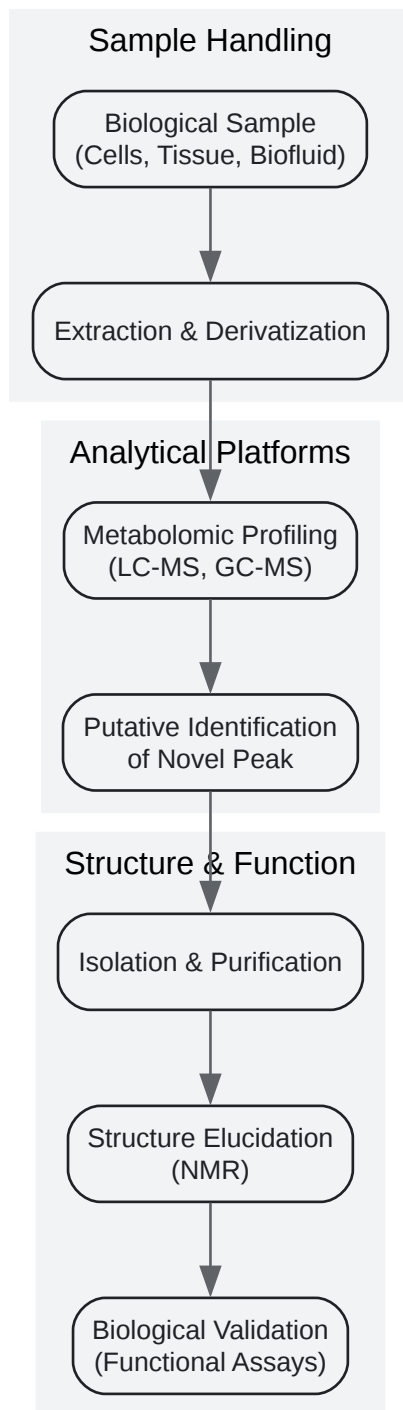 Sample Handling
Biological Sample
(Cells, Tissue, Biofluid)
Extraction & Derivatization
Analytical Platforms
Metabolomic Profiling
(LC-MS, GC-MS)
Putative Identification
of Novel Peak
Structure & Function
Isolation & Purification
Structure Elucidation
(NMR)
Biological Validation
(Functional Assays)